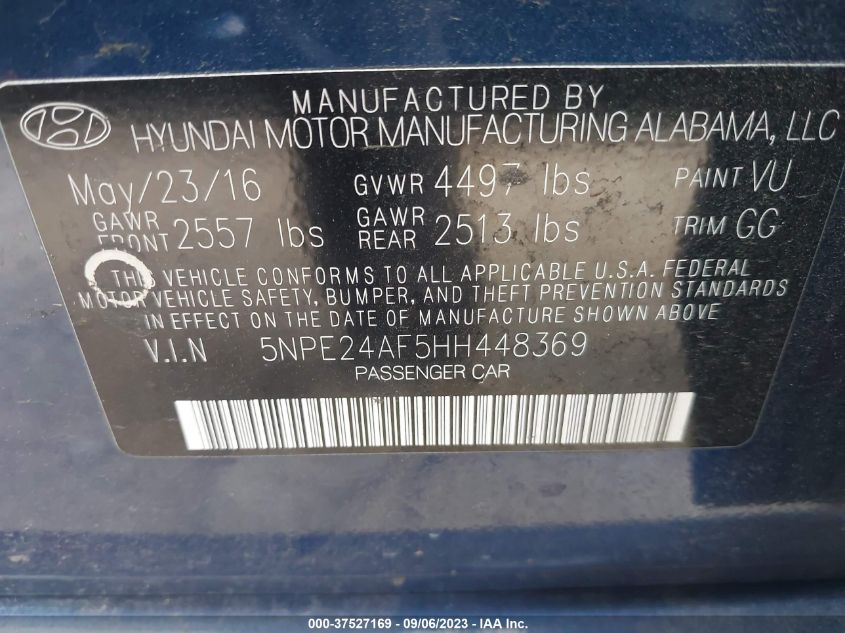 MANUFACTURED BY
HYUNDAI MOTOR MANUFACTURING ALABAMA, LLC
May/23/16 GVWR 4497 lbs PAINT VU
GAWR FRONT 2557 lbs GAWR REAR 2513 lbs TRIM GG
THIS VEHICLE CONFORMS TO ALL APPLICABLE U.S.A. FEDERAL
MOTOR VEHICLE SAFETY, BUMPER, AND THEFT PREVENTION STANDARDS
IN EFFECT ON THE DATE OF MANUFACTURE SHOWN ABOVE.
V.I.N 5NPE24AF5HH448369
PASSENGER CAR
000-37527169 - 09/06/2023 - IAA Inc.